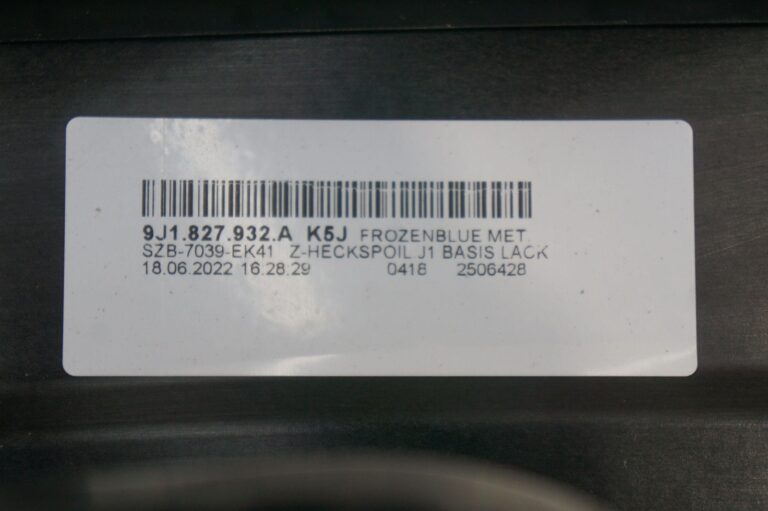 9J1.827.932.A K5J FROZENBLUE MET.
SZB-7039-EK41 Z-HECKSPOIL J1 BASIS LACK
18.06.2022 16.28.29 0418 2506428